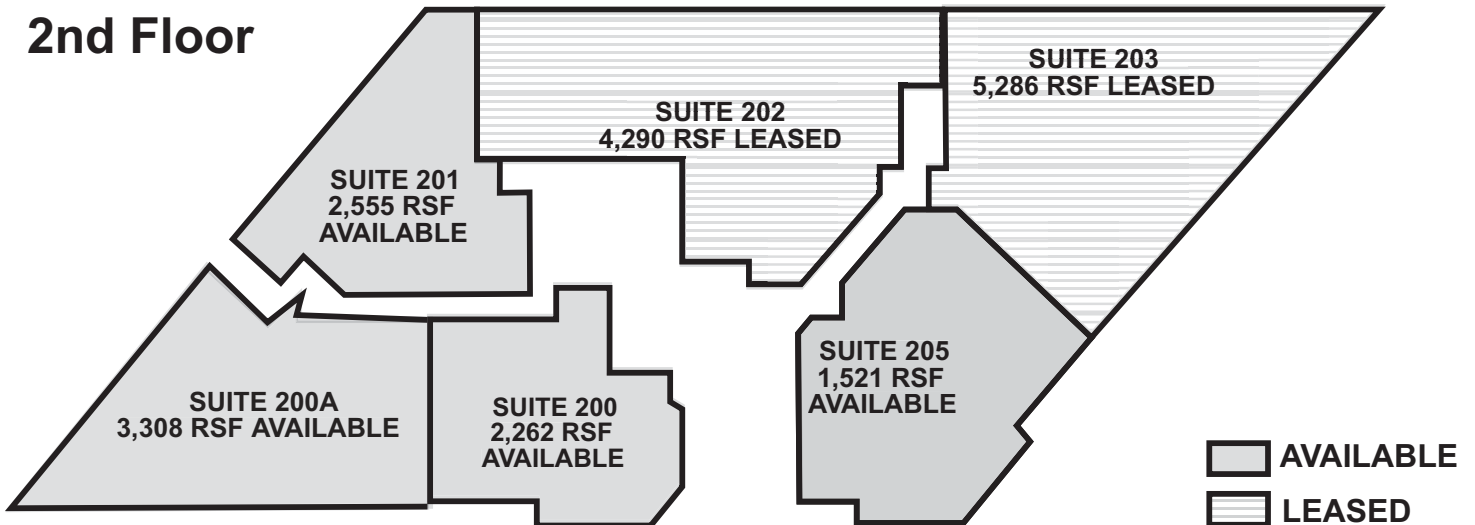 2nd Floor
SUITE 203
5,286 RSF LEASED
SUITE 202
4,290 RSF LEASED
SUITE 201
2,555 RSF
AVAILABLE
SUITE 205
1,521 RSF
AVAILABLE
SUITE 200A
3,308 RSF AVAILABLE
SUITE 200
2,262 RSF
AVAILABLE
AVAILABLE
LEASED